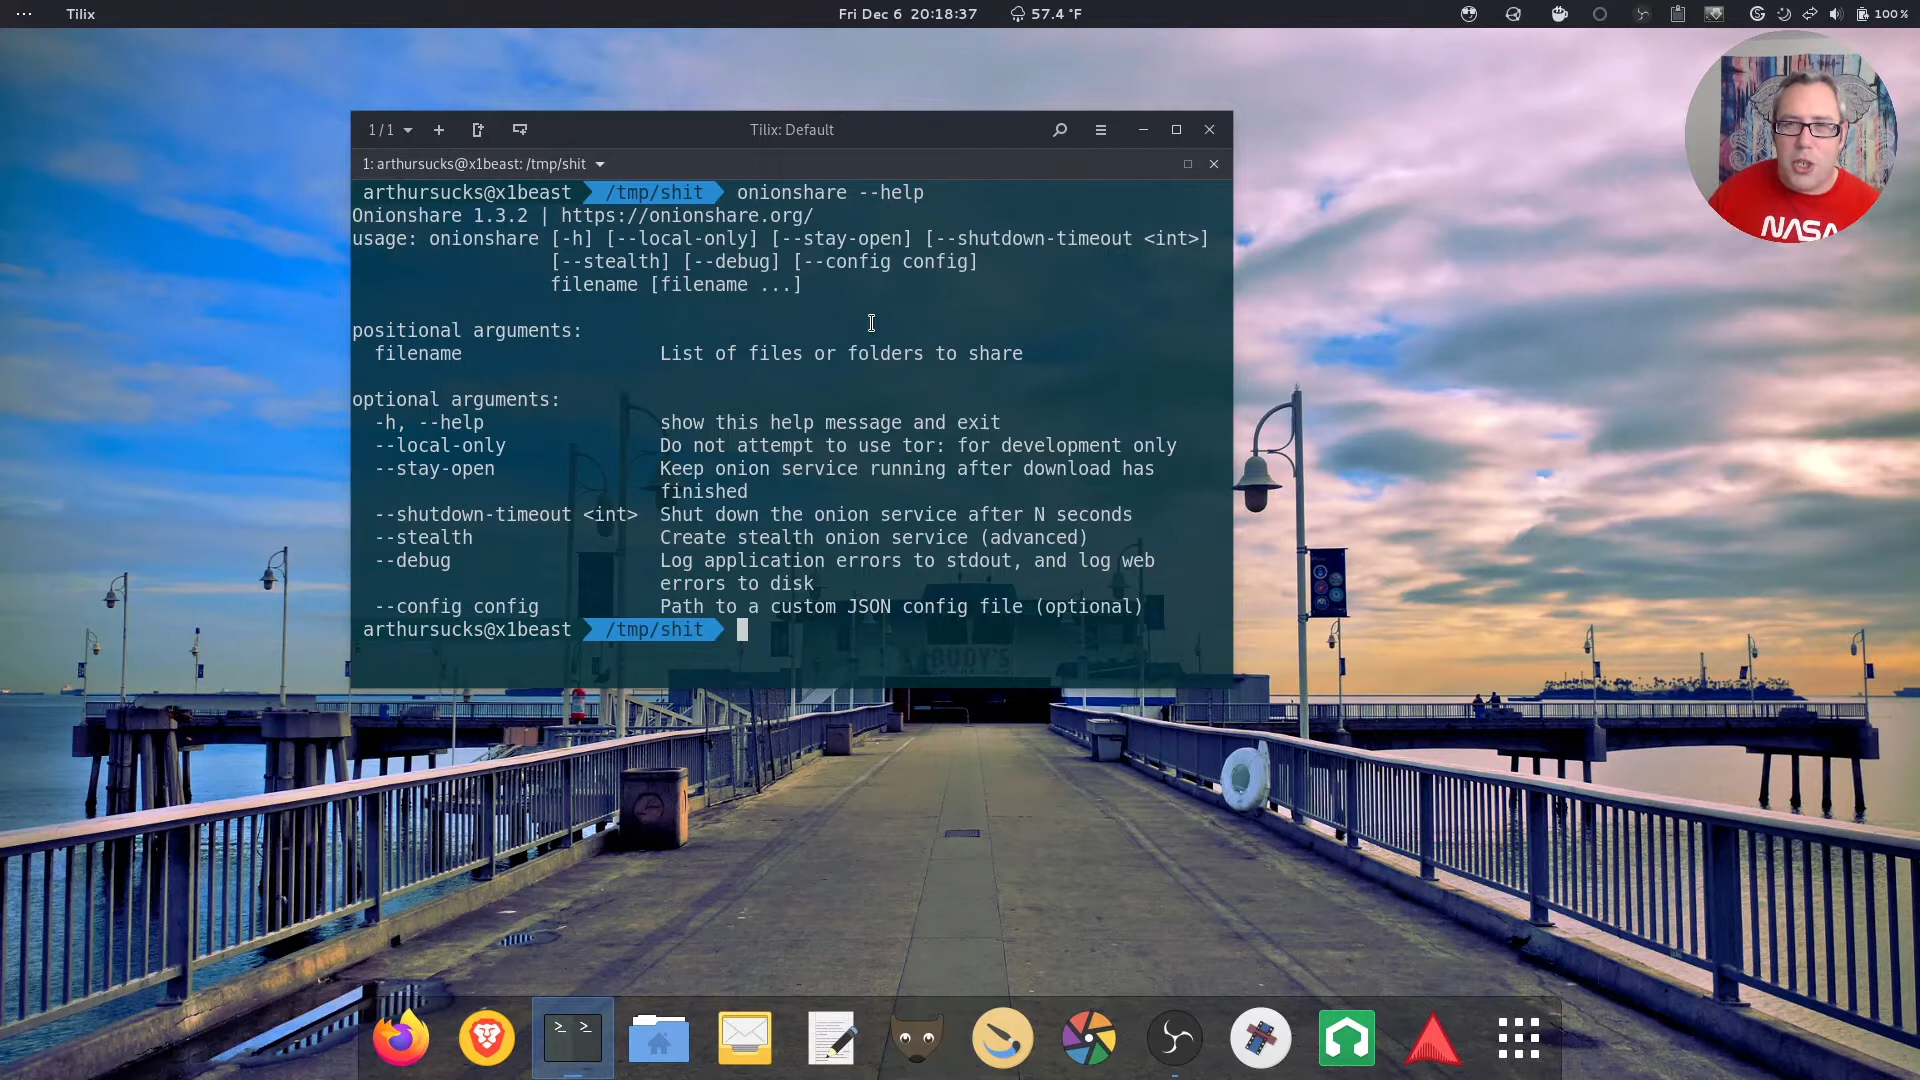 Tilix
Fri Dec 6 20:18:37
57.4 °F
100 %
1 / 1
Tilix: Default
1: arthursucks@x1beast: /tmp/shit
arthursucks@x1beast /tmp/shit onionshare --help
Onionshare 1.3.2 | https://onionshare.org/
usage: onionshare [-h] [--local-only] [--stay-open] [--shutdown-timeout <int>]
[--stealth] [--debug] [--config config]
filename [filename ...]
positional arguments:
filename List of files or folders to share
optional arguments:
-h, --help show this help message and exit
--local-only Do not attempt to use tor: for development only
--stay-open Keep onion service running after download has
finished
--shutdown-timeout <int> Shut down the onion service after N seconds
--stealth Create stealth onion service (advanced)
--debug Log application errors to stdout, and log web
errors to disk
--config config Path to a custom JSON config file (optional)
arthursucks@x1beast /tmp/shit
NASA